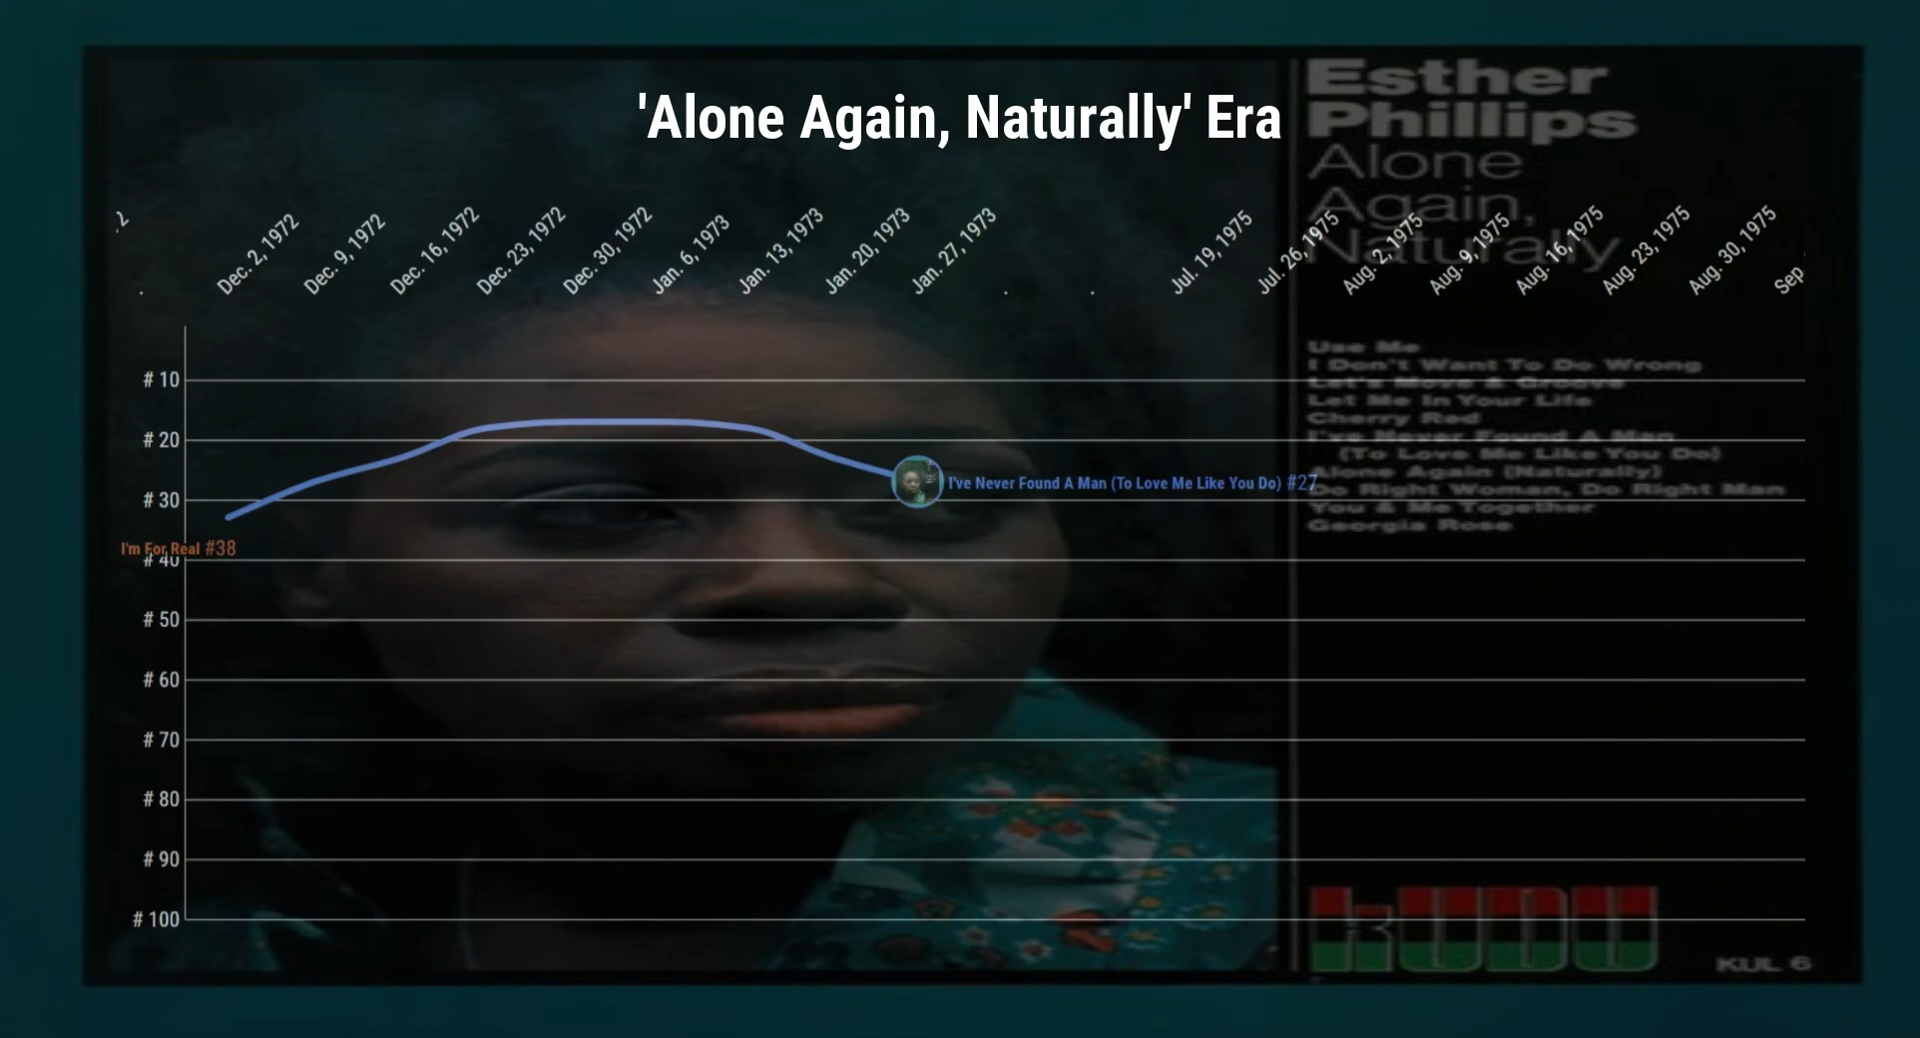 'Alone Again, Naturally' Era
Esther
Phillips
Alone
Again,
Naturally
2
Dec. 2, 1972
Dec. 9, 1972
Dec. 16, 1972
Dec. 23, 1972
Dec. 30, 1972
Jan. 6, 1973
Jan. 13, 1973
Jan. 20, 1973
Jan. 27, 1973
.
.
Jul. 19, 1975
Jul. 26, 1975
Aug. 2, 1975
Aug. 9, 1975
Aug. 16, 1975
Aug. 23, 1975
Aug. 30, 1975
Sep
Use Me
I Don't Want To Do Wrong
Let's Move & Groove
Let Me In Your Life
Cherry Red
I've Never Found A Man
(To Love Me Like You Do)
Alone Again (Naturally)
Do Right Woman, Do Right Man
You & Me Together
Georgia Rose
# 10
# 20
I've Never Found A Man (To Love Me Like You Do) #27
# 30
I'm For Real #38
# 40
# 50
# 60
# 70
# 80
# 90
# 100
KUDU
KUL 6